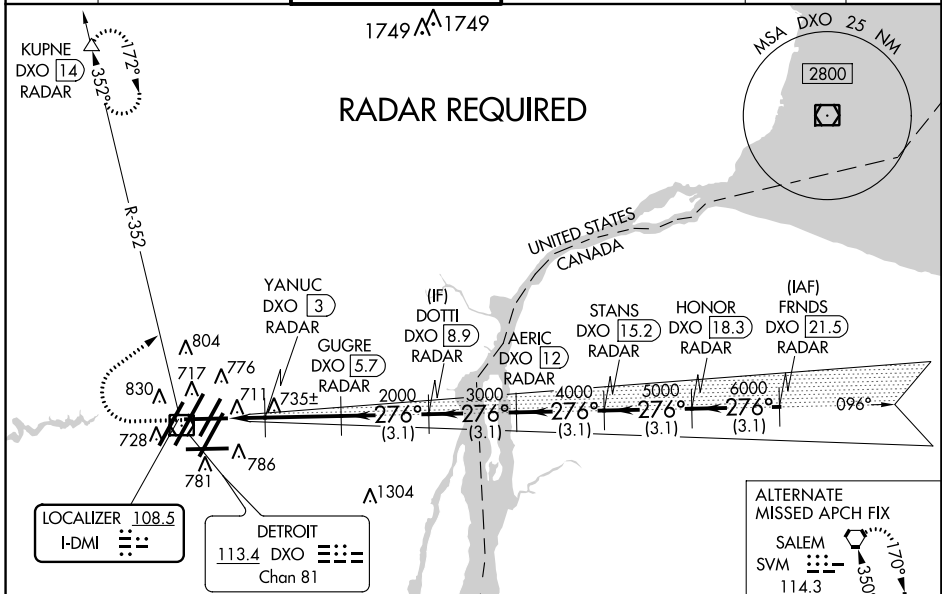 1749 1749
KUPNE
DXO 14
RADAR
172°
352°
RADAR REQUIRED
MSA DXO 25 NM
2800
R-352
UNITED STATES
CANADA
YANUC
DXO 3
RADAR
GUGRE
DXO 5.7
RADAR
(IF)
DOTTI
DXO 8.9
RADAR
AERIC
DXO 12
RADAR
STANS
DXO 15.2
RADAR
HONOR
DXO 18.3
RADAR
(IAF)
FRNDS
DXO 21.5
RADAR
804
830
717
776
711
735±
728
781
786
2000 3000 4000 5000 6000
276° 276° 276° 276° 276°
(3.1) (3.1) (3.1) (3.1) (3.1)
096°
1304
LOCALIZER 108.5
I-DMI
DETROIT
113.4 DXO
Chan 81
ALTERNATE
MISSED APCH FIX
SALEM
SVM
114.3
170°
350°